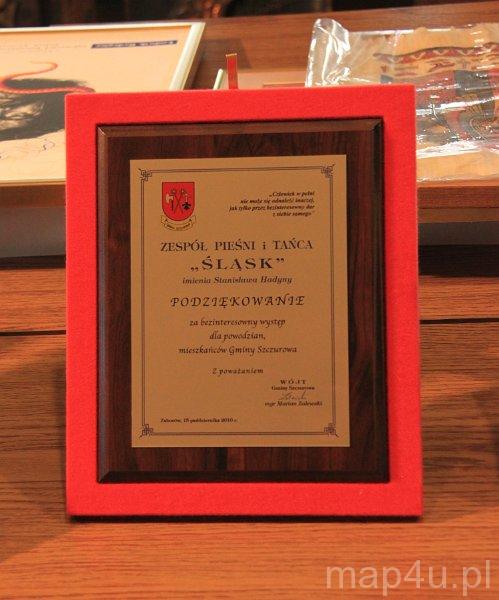 „Człowiek w pełni
nie może się odnaleźć inaczej,
jak tylko przez bezinteresowny dar
z siebie samego"
ZESPÓŁ PIEŚNI i TAŃCA
„ŚLĄSK"
imienia Stanisława Hadyny
PODZIĘKOWANIE
za bezinteresowny występ
dla powodzian,
mieszkańców Gminy Szczurowa
Z poważaniem
WÓJT
Gminy Szczurowa
mgr Marian Zalewski
Zaborów, 15 października 2010 r.
map4u.pl